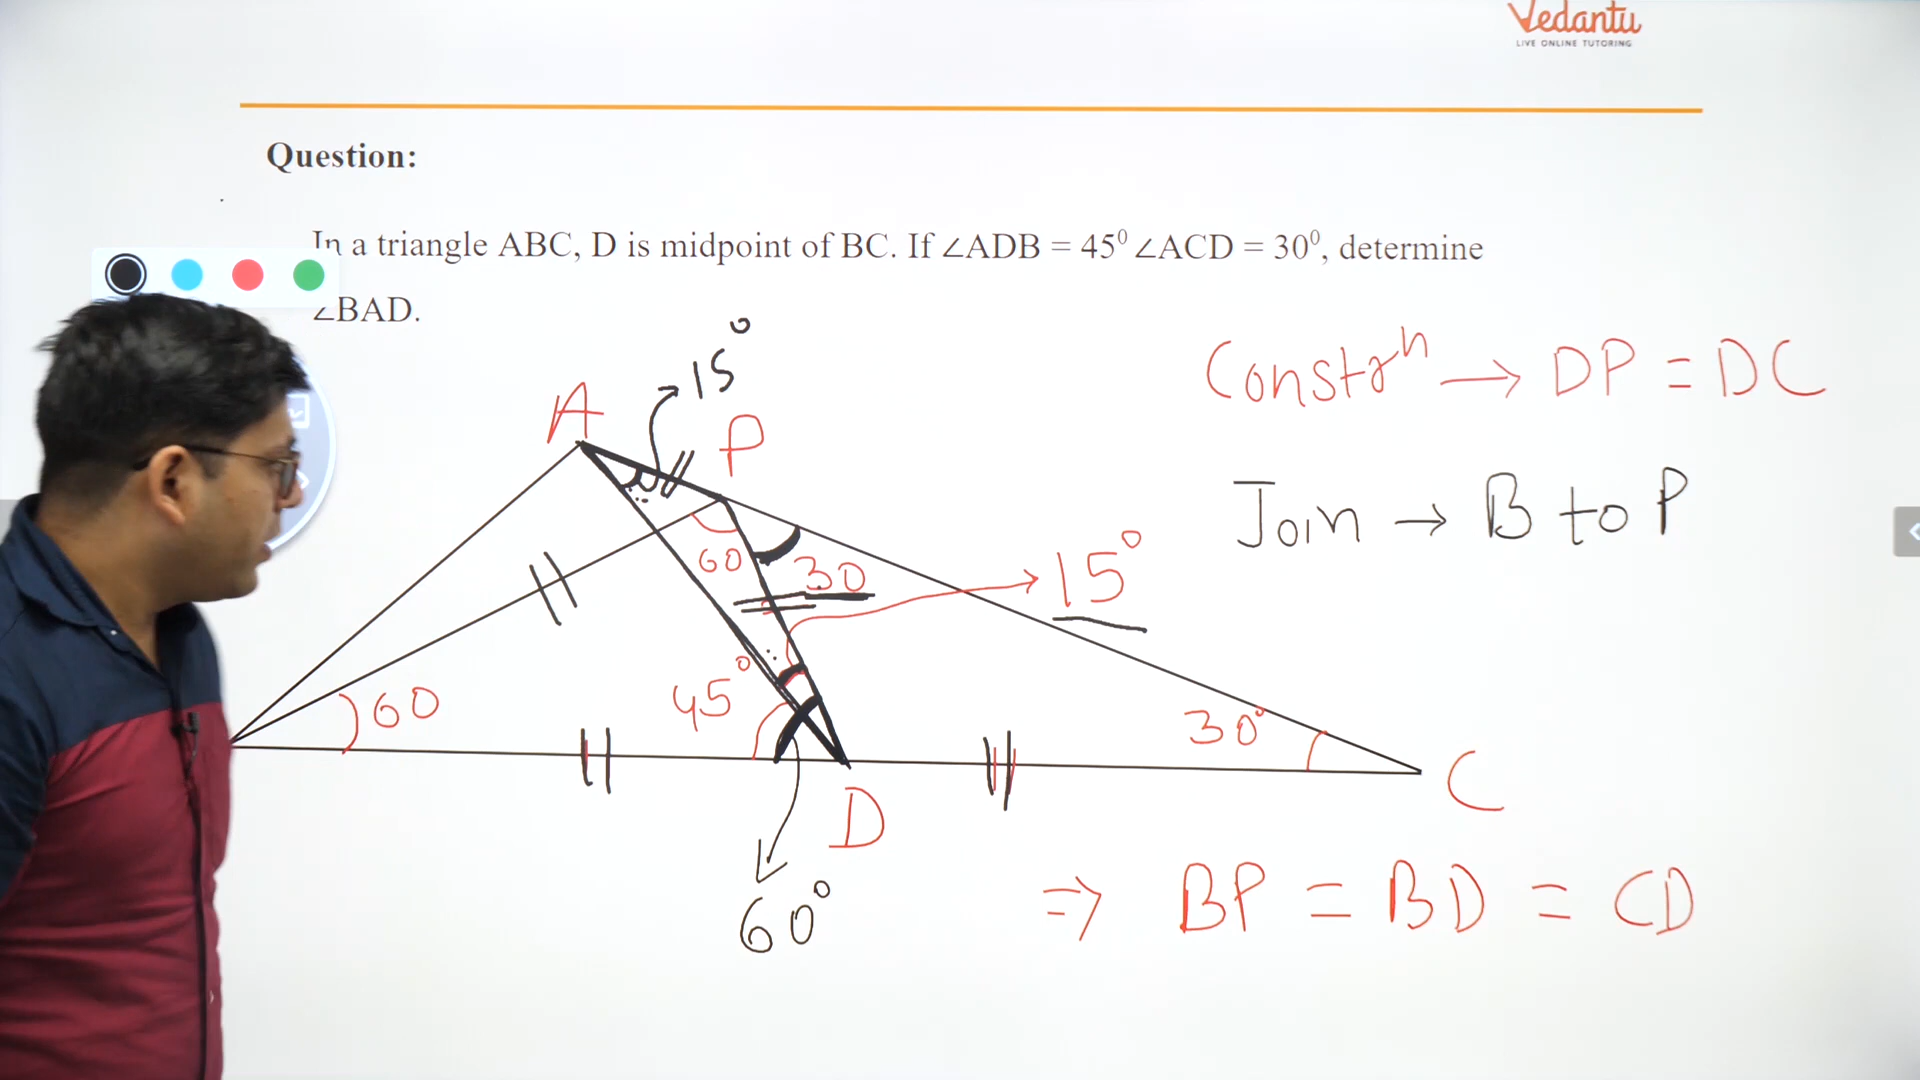 Vedantu
LIVE ONLINE TUTORING
Question:
In a triangle ABC, D is midpoint of BC. If ∠ADB = 45⁰ ∠ACD = 30⁰, determine
∠BAD.
15°
A
P
Constrⁿ → DP = DC
Join → B to P
60
30
15°
45°
60
30°
C
D
60°
⇒ BP = BD = CD